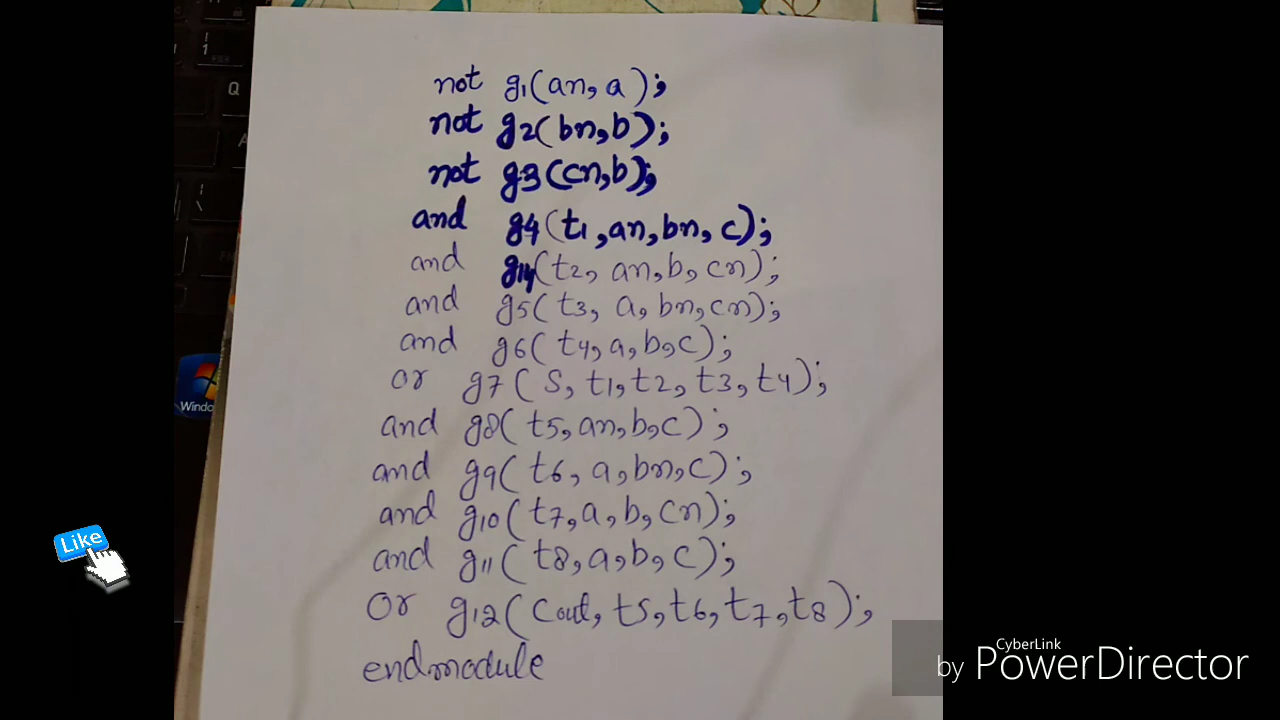 not g1(an, a);
not g2(bn, b);
not g3(cn, b);
and g4(t1, an, bn, c);
and g14(t2, an, b, cn);
and g5(t3, a, bn, cn);
and g6(t4, a, b, c);
or g7(S, t1, t2, t3, t4);
and g8(t5, an, b, c);
and g9(t6, a, bn, c);
and g10(t7, a, b, cn);
and g11(t8, a, b, c);
or g12(Cout, t5, t6, t7, t8);
endmodule
Like
Q
1
Windo
by CyberLink PowerDirector